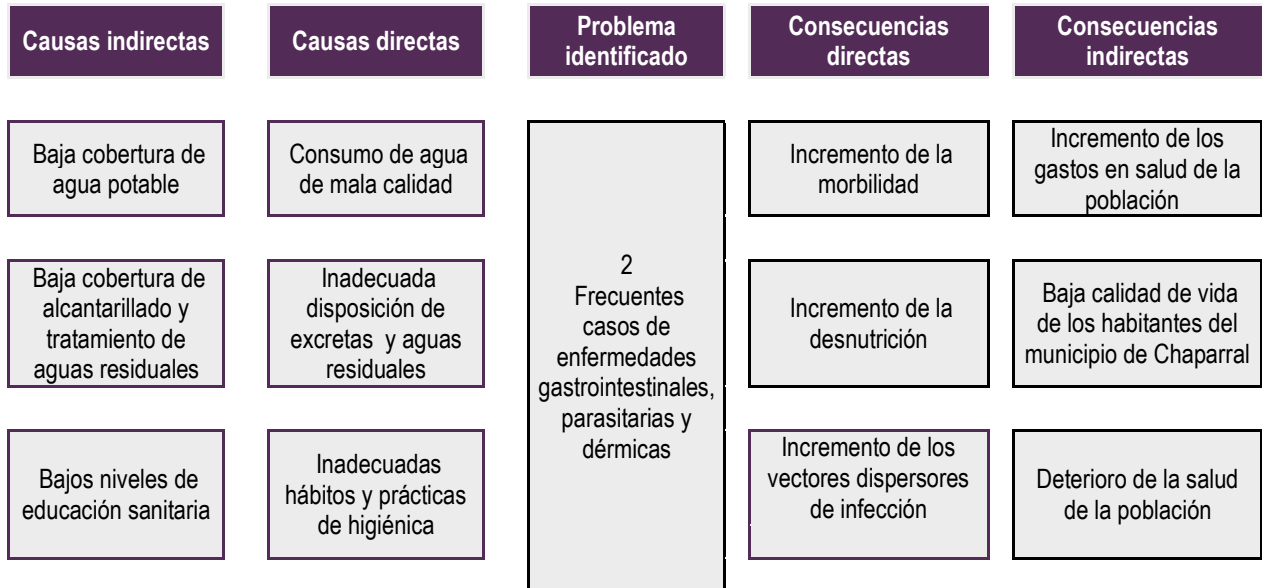 Causas indirectas
Causas directas
Problema
identificado
Consecuencias
directas
Consecuencias
indirectas
Baja cobertura de
agua potable
Consumo de agua
de mala calidad
2
Frecuentes
casos de
enfermedades
gastrointestinales,
parasitarias y
dérmicas
Incremento de la
morbilidad
Incremento de los
gastos en salud de la
población
Baja cobertura de
alcantarillado y
tratamiento de
aguas residuales
Inadecuada
disposición de
excretas y aguas
residuales
Incremento de la
desnutrición
Baja calidad de vida
de los habitantes del
municipio de Chaparral
Bajos niveles de
educación sanitaria
Inadecuadas
hábitos y prácticas
de higiénica
Incremento de los
vectores dispersores
de infección
Deterioro de la salud
de la población